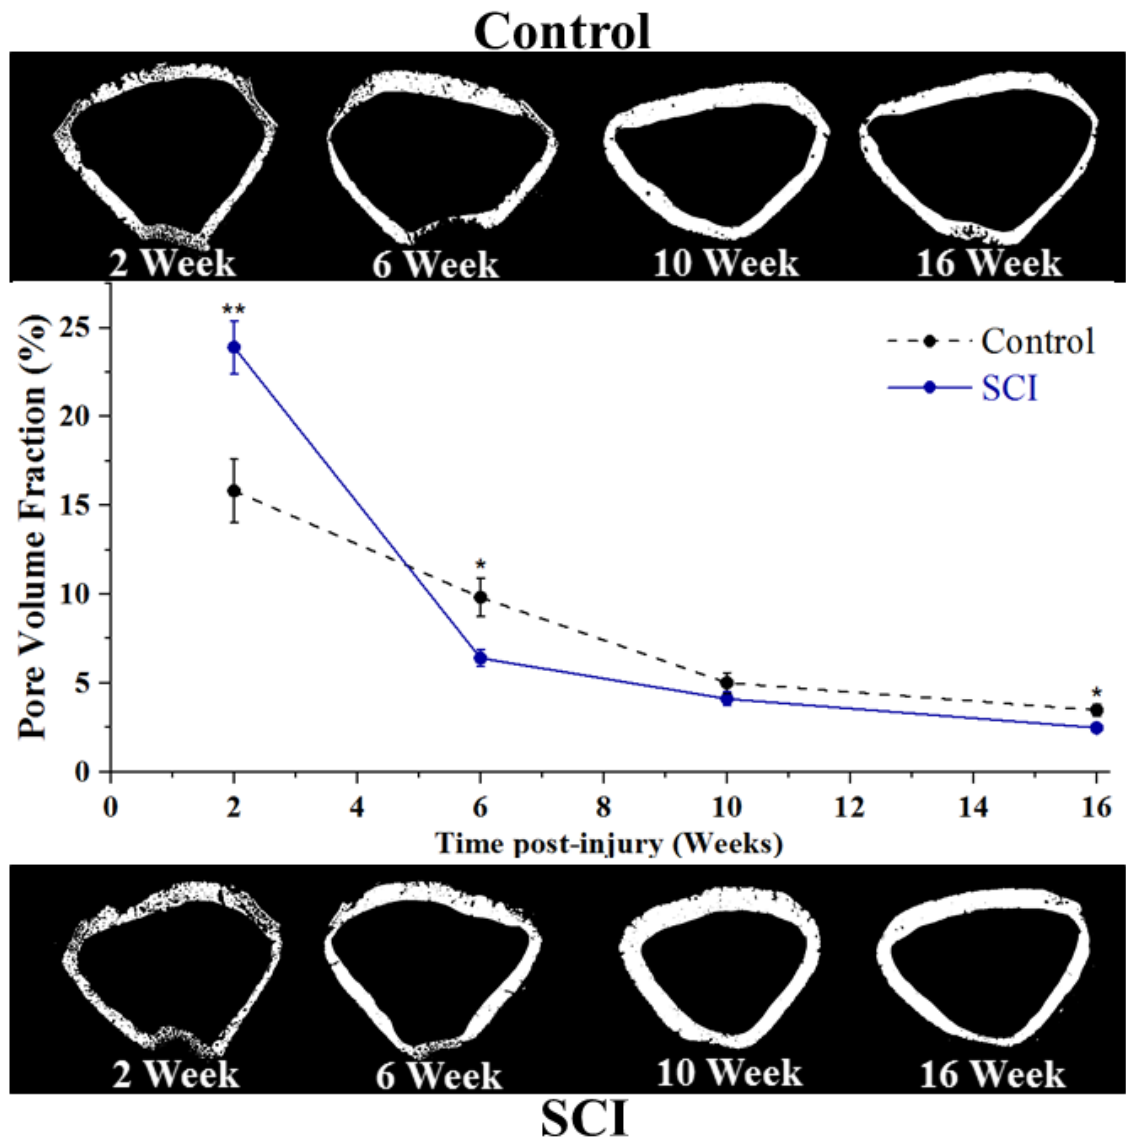 Control
2 Week 6 Week 10 Week 16 Week
Pore Volume Fraction (%)
25
20
15
10
5
0
**
*
*
Control
SCI
0 2 4 6 8 10 12 14 16
Time post-injury (Weeks)
2 Week 6 Week 10 Week 16 Week
SCI